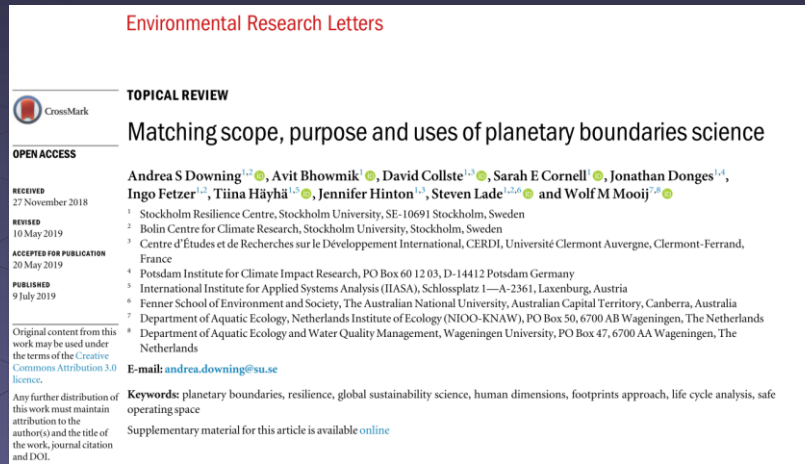 Environmental Research Letters
TOPICAL REVIEW
Matching scope, purpose and uses of planetary boundaries science
Andrea S Downing1,2, Avit Bhowmik1, David Collste1,3, Sarah E Cornell1, Jonathan Donges1,4,
Ingo Fetzer1,2, Tiina Häyhä1,5, Jennifer Hinton1,3, Steven Lade1,2,6 and Wolf M Mooij7,8
1 Stockholm Resilience Centre, Stockholm University, SE-10691 Stockholm, Sweden
2 Bolin Centre for Climate Research, Stockholm University, Stockholm, Sweden
3 Centre d'Études et de Recherches sur le Développement International, CERDI, Université Clermont Auvergne, Clermont-Ferrand,
France
4 Potsdam Institute for Climate Impact Research, PO Box 60 12 03, D-14412 Potsdam Germany
5 International Institute for Applied Systems Analysis (IIASA), Schlossplatz 1—A-2361, Laxenburg, Austria
6 Fenner School of Environment and Society, The Australian National University, Australian Capital Territory, Canberra, Australia
7 Department of Aquatic Ecology, Netherlands Institute of Ecology (NIOO-KNAW), PO Box 50, 6700 AB Wageningen, The Netherlands
8 Department of Aquatic Ecology and Water Quality Management, Wageningen University, PO Box 47, 6700 AA Wageningen, The
Netherlands
E-mail: andrea.downing@su.se
Keywords: planetary boundaries, resilience, global sustainability science, human dimensions, footprints approach, life cycle analysis, safe
operating space
Supplementary material for this article is available online
CrossMark
OPEN ACCESS
RECEIVED
27 November 2018
REVISED
10 May 2019
ACCEPTED FOR PUBLICATION
20 May 2019
PUBLISHED
9 July 2019
Original content from this
work may be used under
the terms of the Creative
Commons Attribution 3.0
licence.
Any further distribution of
this work must maintain
attribution to the
author(s) and the title of
the work, journal citation
and DOI.